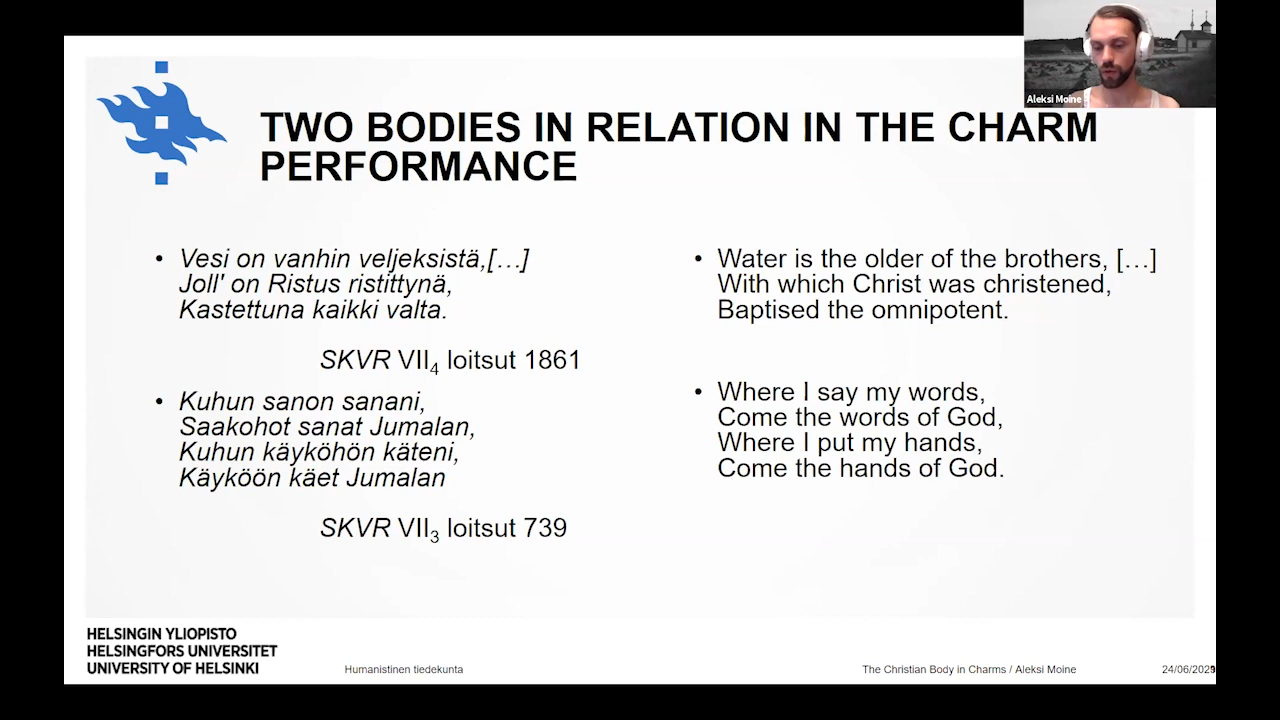 Aleksi Moine
TWO BODIES IN RELATION IN THE CHARM
PERFORMANCE
• Vesi on vanhin veljeksistä,[…]
Joll' on Ristus ristittynä,
Kastettuna kaikki valta.
SKVR VII4 loitsut 1861
• Kuhun sanon sanani,
Saakohot sanat Jumalan,
Kuhun käyköhön käteni,
Käyköön käet Jumalan
SKVR VII3 loitsut 739
• Water is the older of the brothers, […]
With which Christ was christened,
Baptised the omnipotent.
• Where I say my words,
Come the words of God,
Where I put my hands,
Come the hands of God.
HELSINGIN YLIOPISTO
HELSINGFORS UNIVERSITET
UNIVERSITY OF HELSINKI
Humanistinen tiedekunta
The Christian Body in Charms / Aleksi Moine